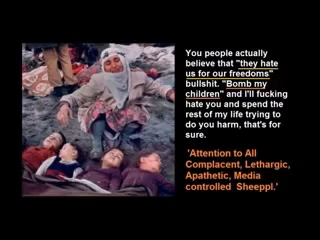 You people actually
believe that "they hate
us for our freedoms"
bullshit. "Bomb my
children" and I'll fucking
hate you and spend the
rest of my life trying to
do you harm, that's for
sure.
'Attention to All
Complacent, Lethargic,
Apathetic, Media
controlled Sheeppl.'